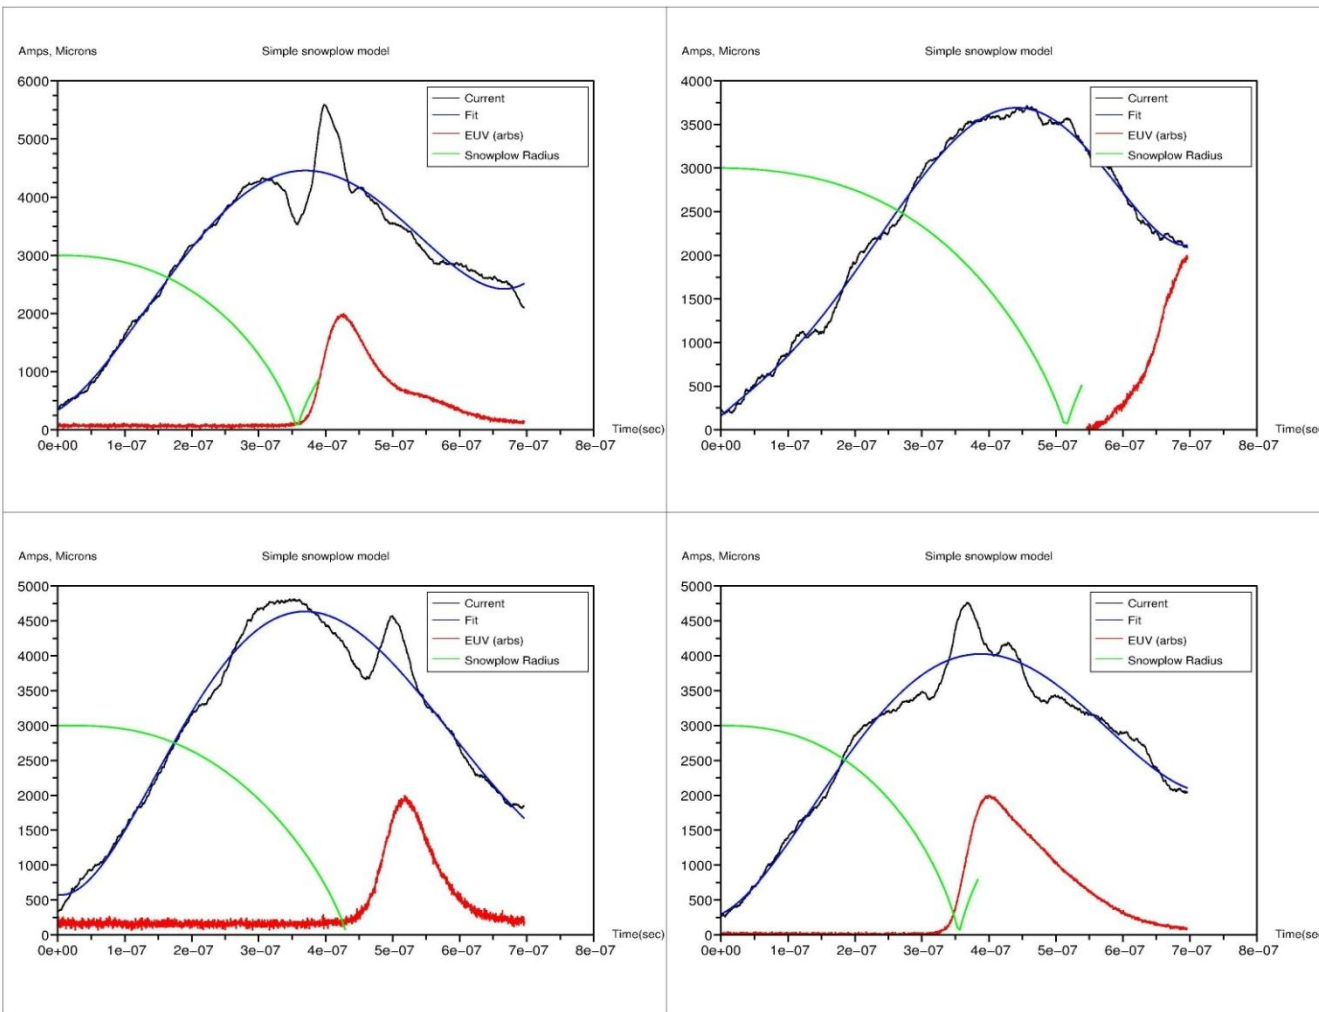 Amps, Microns
Simple snowplow model
6000
5000
4000
3000
2000
1000
0
Current
Fit
EUV (arbs)
Snowplow Radius
0e+00 1e-07 2e-07 3e-07 4e-07 5e-07 6e-07 7e-07 8e-07
Time(sec)
Amps, Microns
Simple snowplow model
4000
3500
3000
2500
2000
1500
1000
500
0
Current
Fit
EUV (arbs)
Snowplow Radius
0e+00 1e-07 2e-07 3e-07 4e-07 5e-07 6e-07 7e-07 8e-07
Time(sec
Amps, Microns
Simple snowplow model
5000
4500
4000
3500
3000
2500
2000
1500
1000
500
0
Current
Fit
EUV (arbs)
Snowplow Radius
0e+00 1e-07 2e-07 3e-07 4e-07 5e-07 6e-07 7e-07 8e-07
Time(sec)
Amps, Microns
Simple snowplow model
5000
4500
4000
3500
3000
2500
2000
1500
1000
500
0
Current
Fit
EUV (arbs)
Snowplow Radius
0e+00 1e-07 2e-07 3e-07 4e-07 5e-07 6e-07 7e-07 8e-07
Time(sec